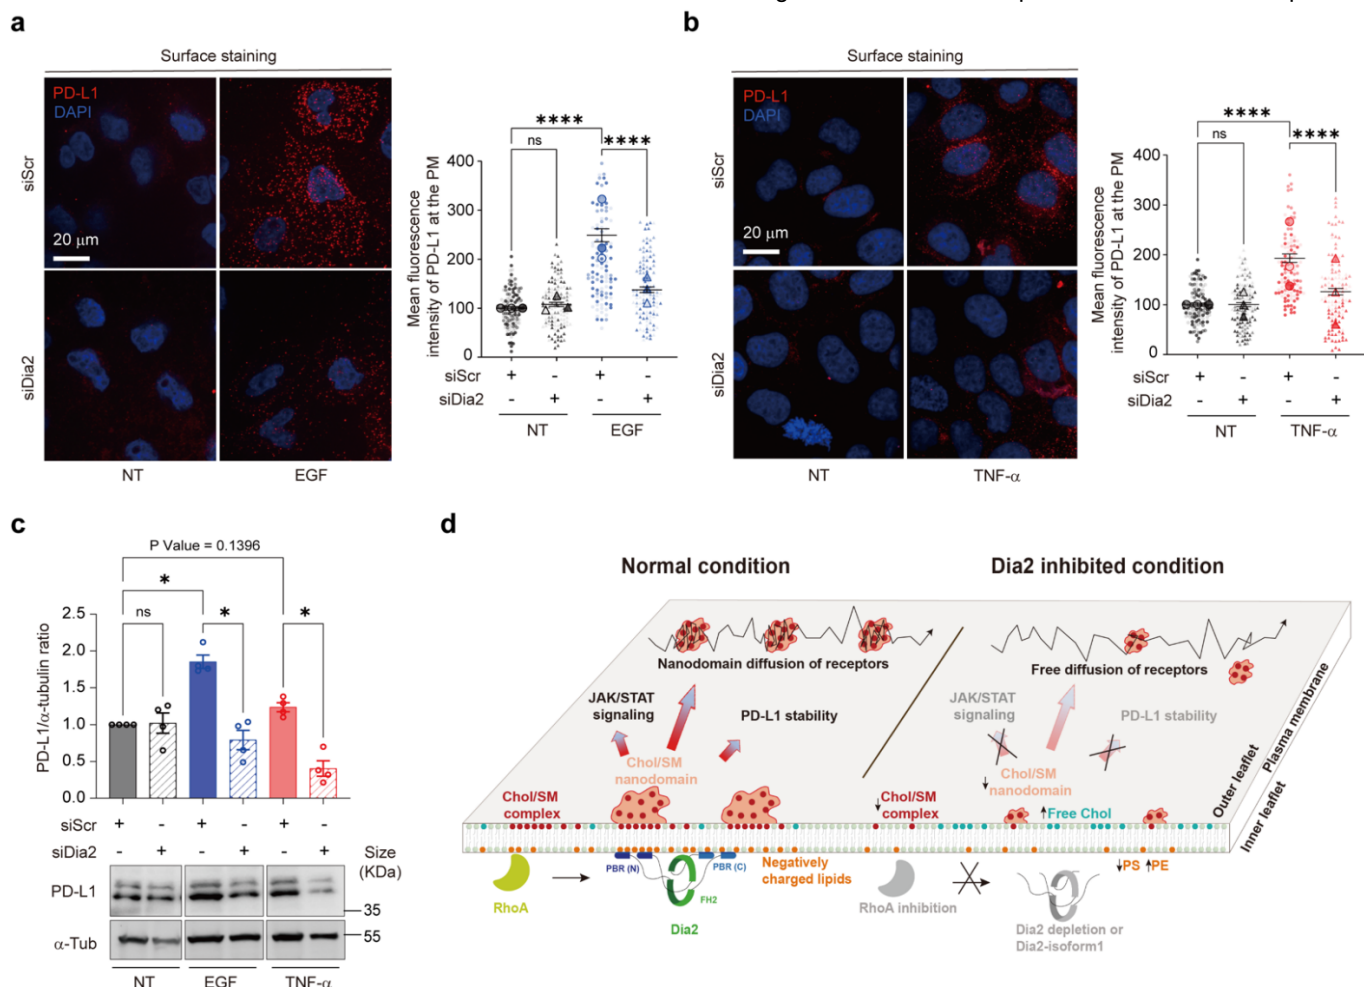 a
Surface staining
PD-L1
DAPI
siScr
20 μm
siDia2
NT
EGF
Mean fluorescence
intensity of PD-L1 at the PM
400
300
200
100
0
****
ns
****
siScr + - + -
siDia2 - + - +
NT
EGF
b
Surface staining
PD-L1
DAPI
siScr
20 μm
siDia2
NT
TNF-α
Mean fluorescence
intensity of PD-L1 at the PM
400
300
200
100
0
****
ns
****
siScr + - + -
siDia2 - + - +
NT
TNF-α
c
P Value = 0.1396
*
ns
*
*
PD-L1/α-tubulin ratio
2.5
2.0
1.5
1.0
0.5
0.0
siScr + - + - + -
siDia2 - + - + - +
Size
(KDa)
PD-L1
35
α-Tub
55
NT
EGF
TNF-α
d
Normal condition
Dia2 inhibited condition
Nanodomain diffusion of receptors
Free diffusion of receptors
JAK/STAT
signaling
PD-L1 stability
JAK/STAT
signaling
PD-L1 stability
Chol/SM
nanodomain
↓Chol/SM
nanodomain
Chol/SM
complex
↓Chol/SM
complex
↑Free Chol
Outer leaflet
Inner leaflet
Plasma membrane
PBR (N)
PBR (C)
FH2
Negatively
charged lipids
↓PS ↑PE
RhoA
Dia2
RhoA inhibition
Dia2 depletion or
Dia2-isoform1